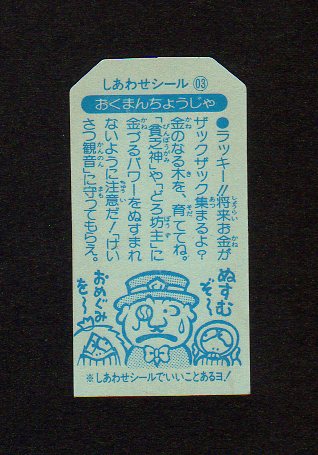 しあわせシール 03
おくまんちょうじゃ
●ラッキー!!将来お金が
ザックザック集まるよ?
金のなる木を、育ててね。
「貧乏神」や「どろ坊主」に
金づるパワーをぬすまれ
ないように注意だ!「けい
さつ観音」に守ってもらえ。
ぬすむ
ぞ〜
おめぐみ
を〜
※しあわせシールでいいことあるヨ!